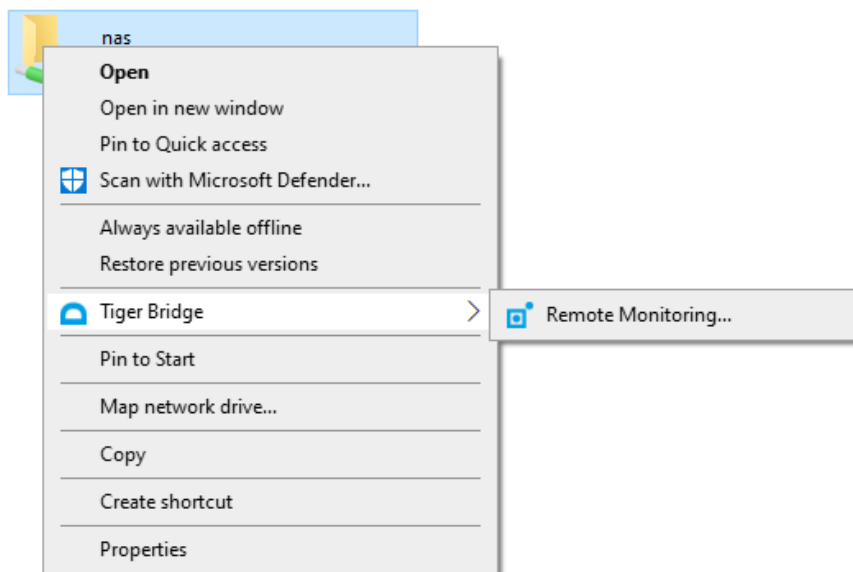 nas
Open
Open in new window
Pin to Quick access
Scan with Microsoft Defender...
Always available offline
Restore previous versions
Tiger Bridge
Remote Monitoring...
Pin to Start
Map network drive...
Copy
Create shortcut
Properties